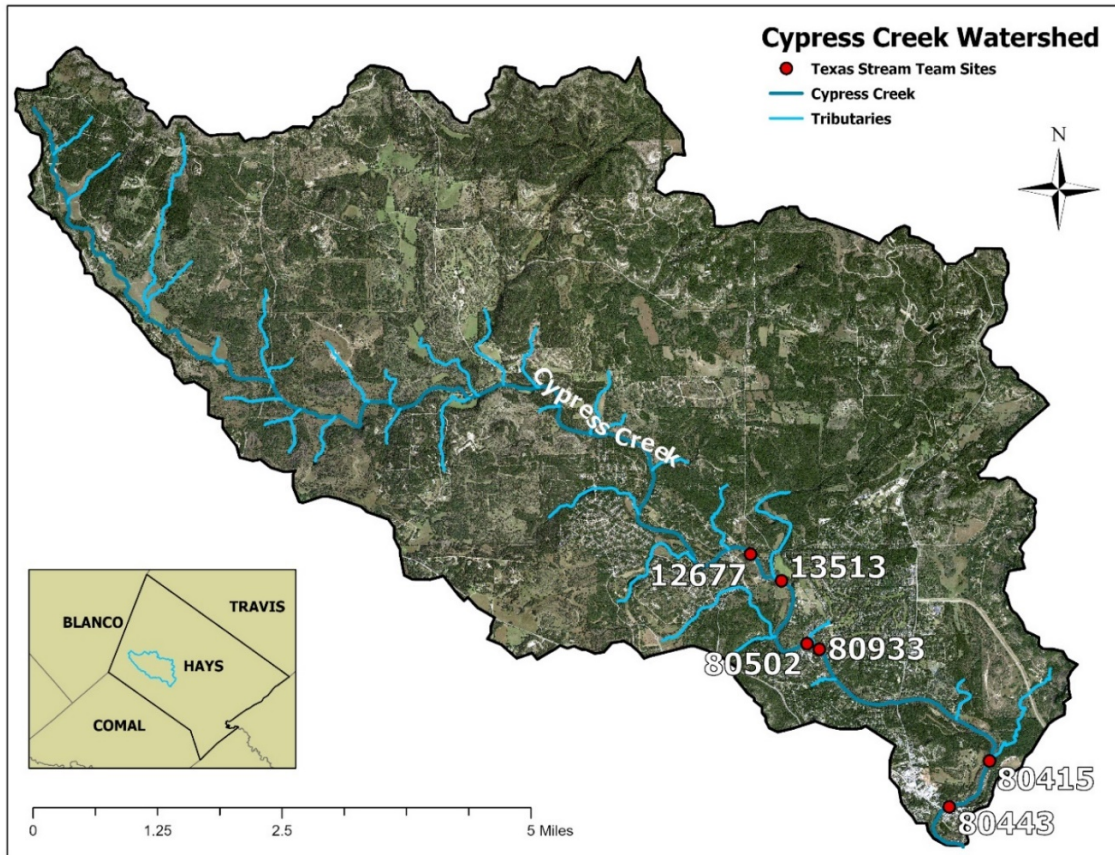 Cypress Creek Watershed
Texas Stream Team Sites
Cypress Creek
Tributaries
N
Cypress Creek
12677
13513
80502
80933
80415
80443
BLANCO
TRAVIS
HAYS
COMAL
0 1.25 2.5 5 Miles